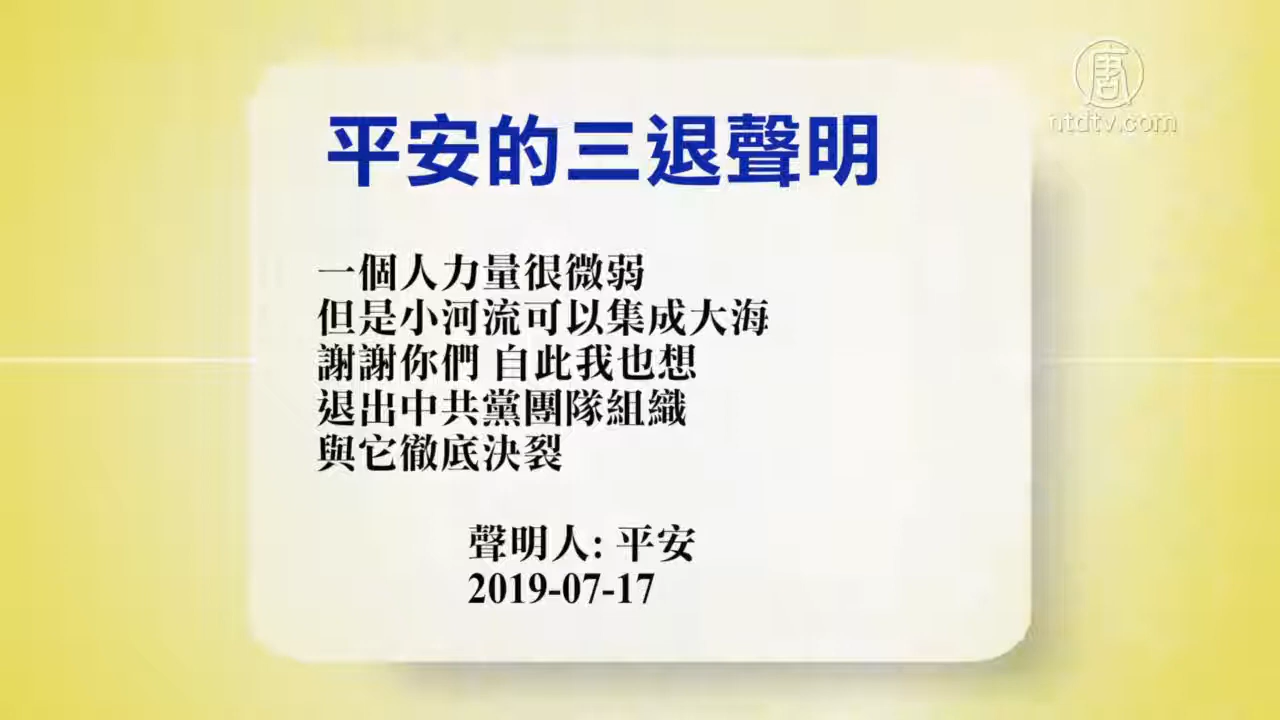 唐
ntdtv.com
平安的三退聲明
一個人力量很微弱
但是小河流可以集成大海
謝謝你們 自此我也想
退出中共黨團隊組織
與它徹底決裂
聲明人: 平安
2019-07-17